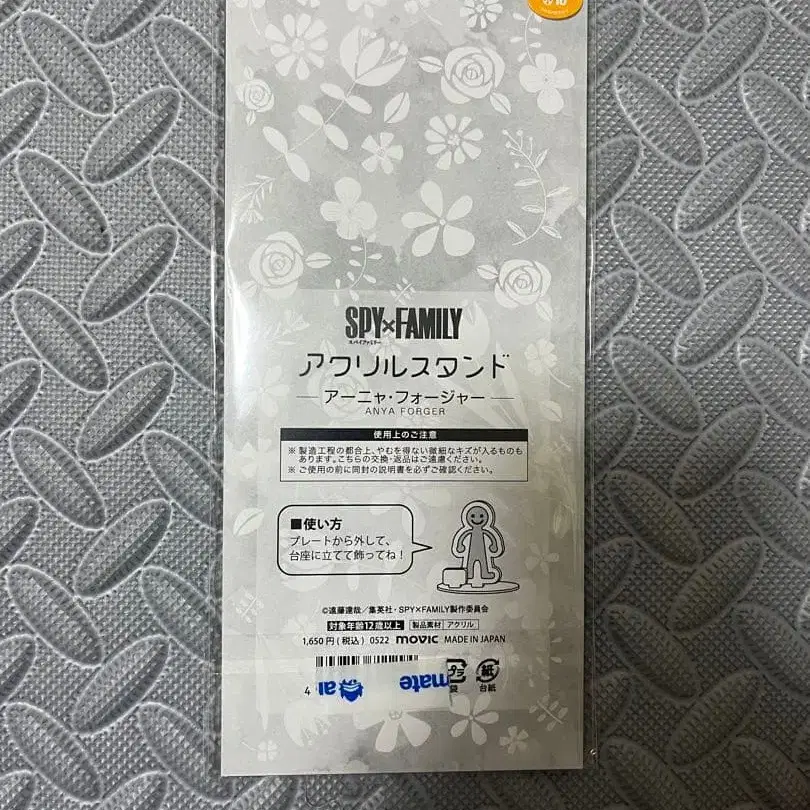 SPY×FAMILY
スパイファミリー
アクリルスタンド
アーニャ・フォージャー
ANYA FORGER
使用上のご注意
※ 製造工程の都合上、やむを得ない微細なキズが入るものも
あります。こちらの交換・返品はご遠慮ください。
※ ご使用の前に同封の説明書を必ずご確認ください。
■使い方
プレートから外して、
台座に立てて飾ってね！
©遠藤達哉／集英社・SPY×FAMILY製作委員会
対象年齢12歳以上 製品素材 アクリル
1,650円(税込) 0522 movic MADE IN JAPAN
4 mate プラ 紙
袋 台紙